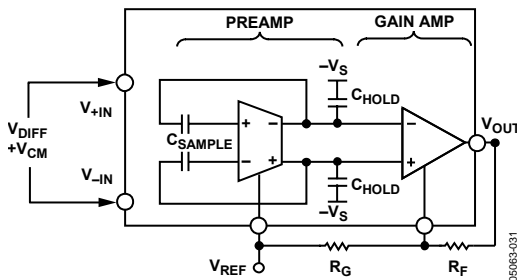 PREAMP
GAIN AMP
–VS
CHOLD
V+IN
VDIFF
+VCM
CSAMPLE
+
–
–
+
–
+
VOUT
CHOLD
–VS
V–IN
VREF
RG
RF
05063-031